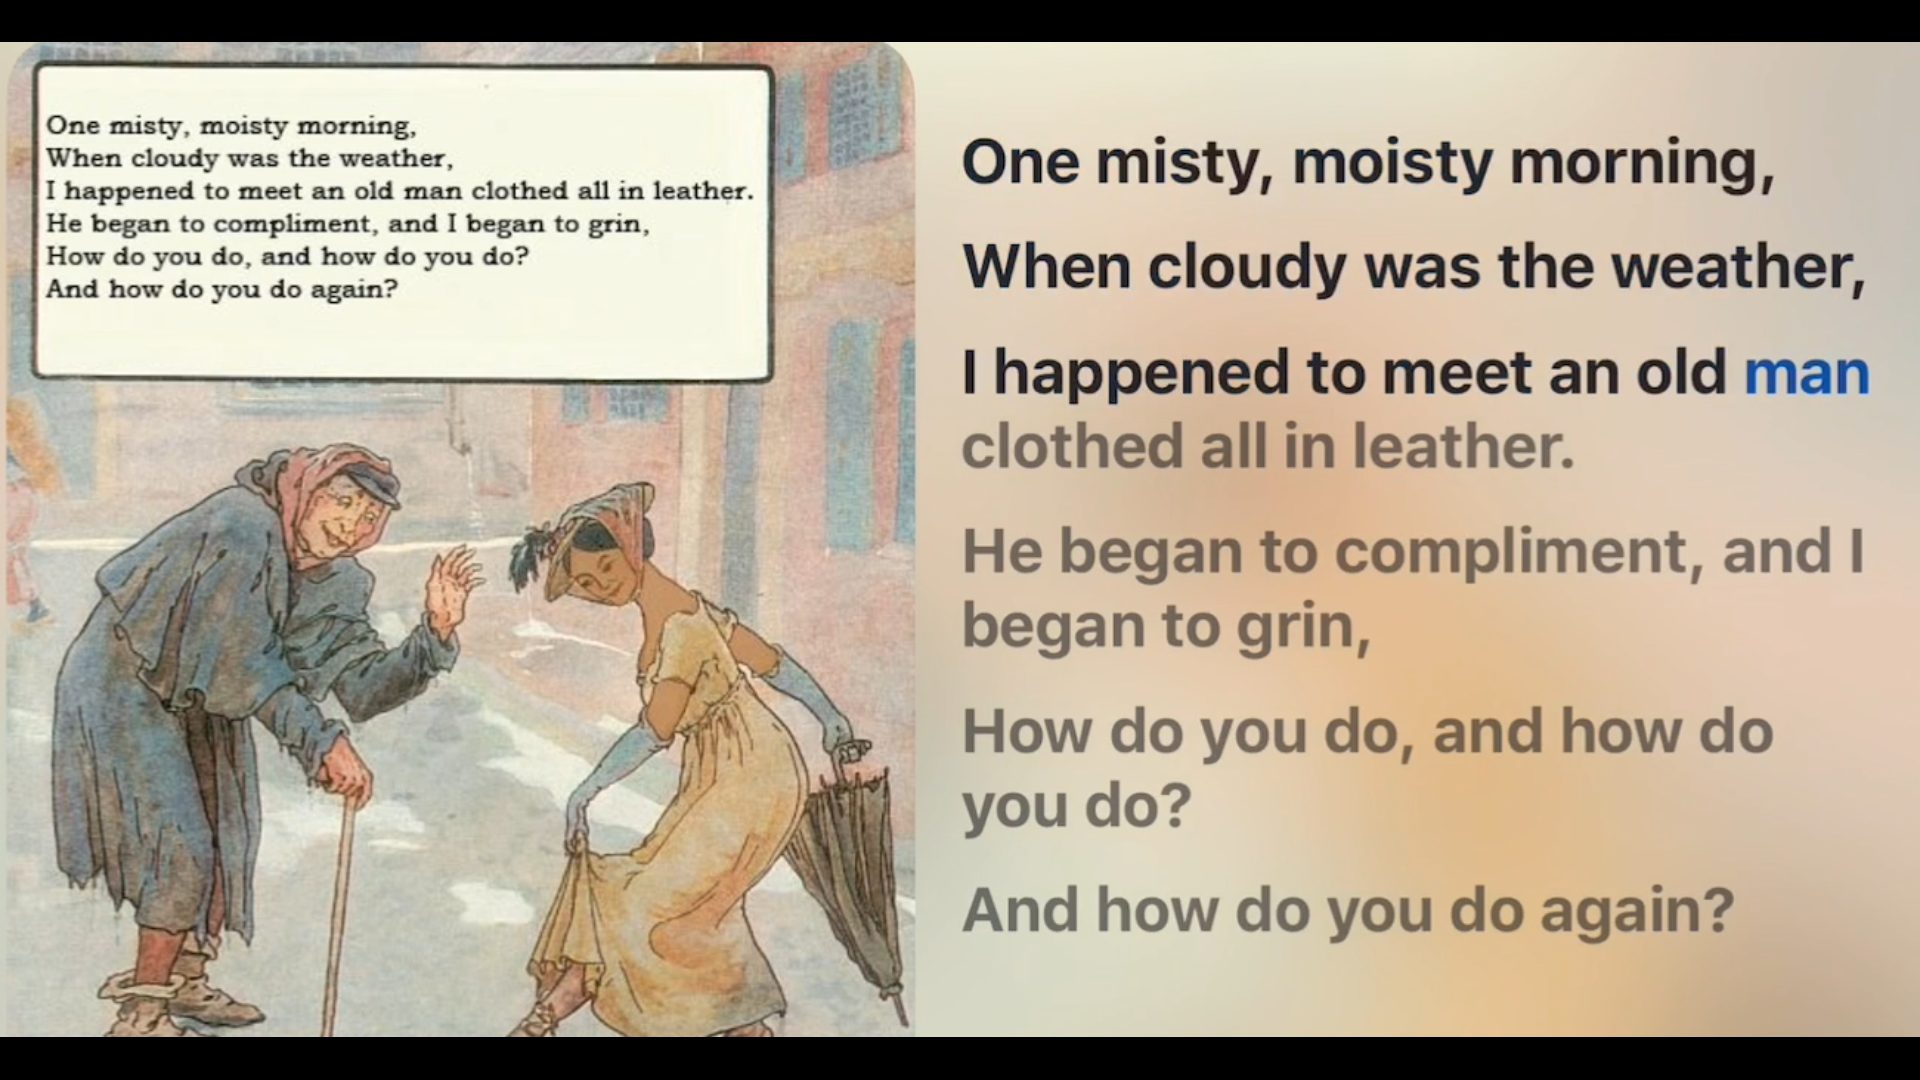 One misty, moisty morning,
When cloudy was the weather,
I happened to meet an old man clothed all in leather.
He began to compliment, and I began to grin,
How do you do, and how do you do?
And how do you do again?
One misty, moisty morning,
When cloudy was the weather,
I happened to meet an old man
clothed all in leather.
He began to compliment, and I
began to grin,
How do you do, and how do
you do?
And how do you do again?